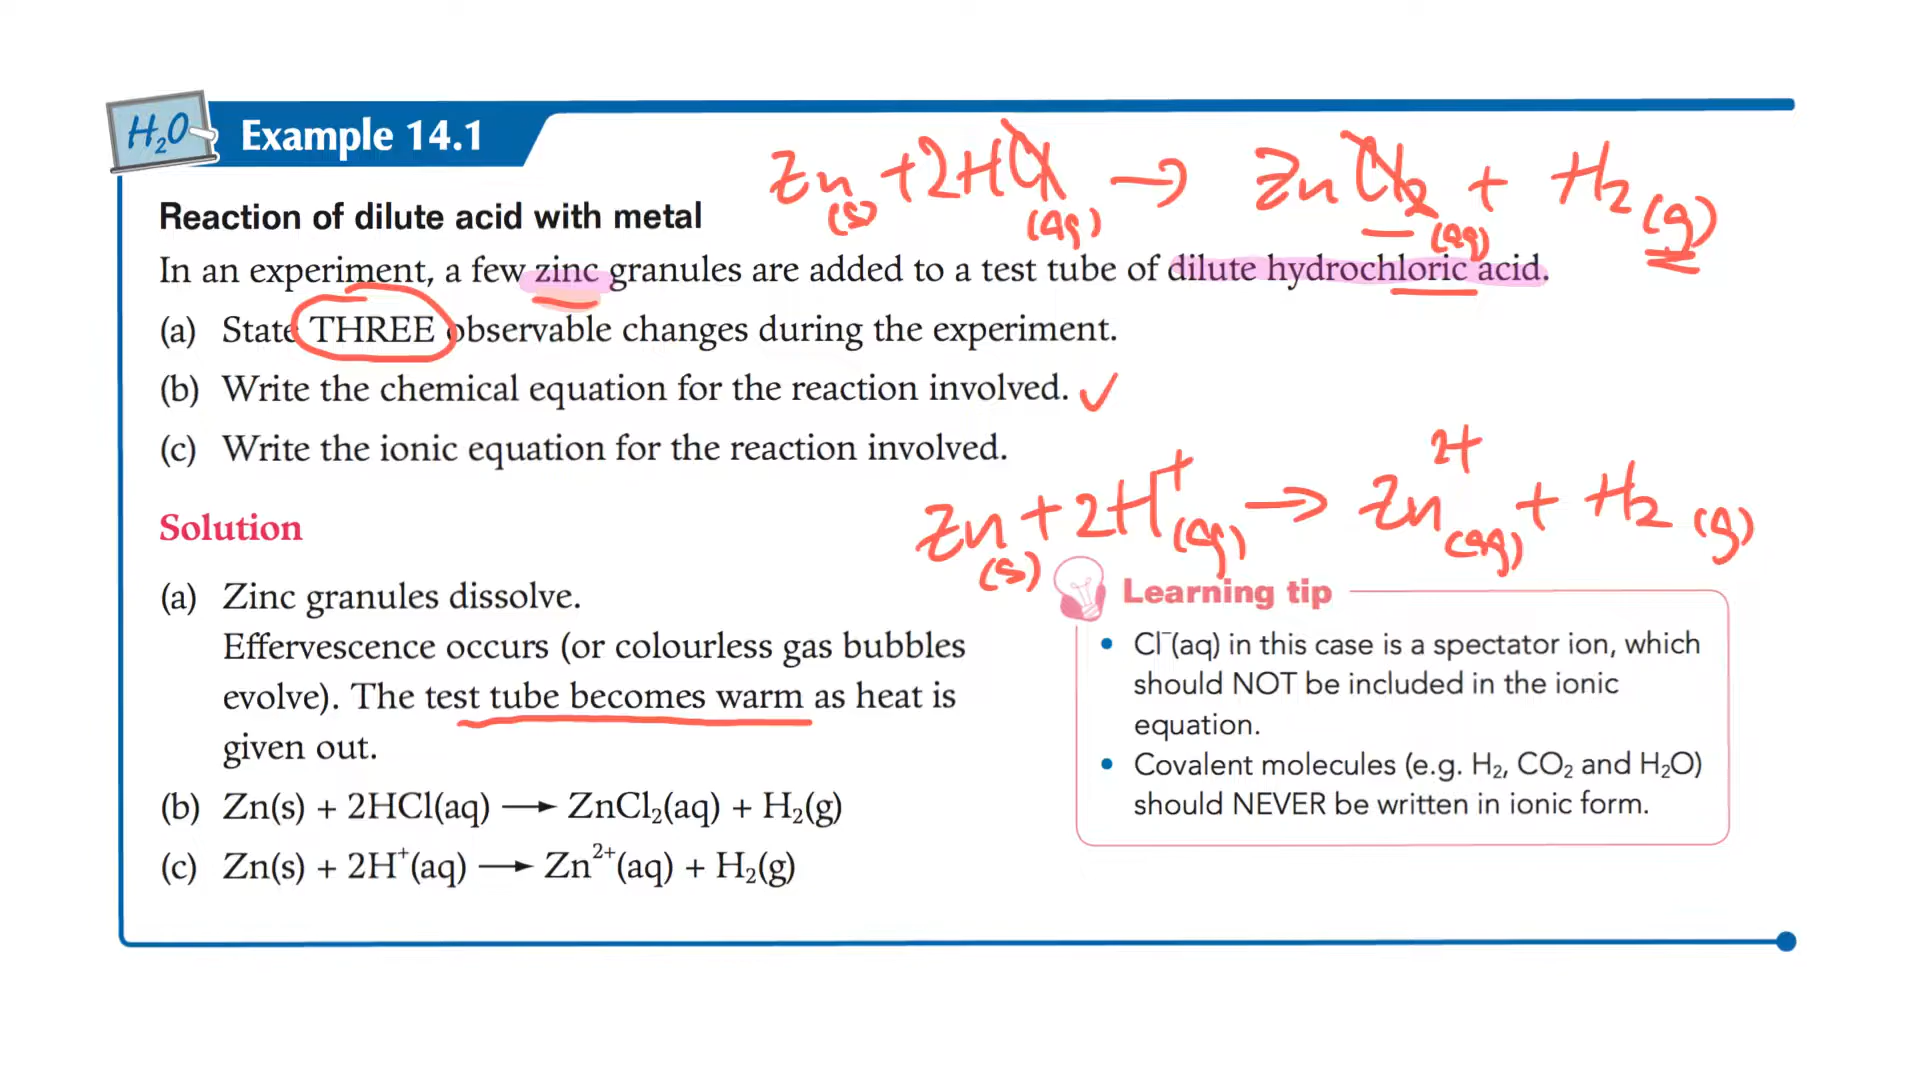 H₂O
Example 14.1
Zn(s) + 2HCl(aq) → ZnCl₂(aq) + H₂(g)
Reaction of dilute acid with metal
In an experiment, a few zinc granules are added to a test tube of dilute hydrochloric acid.
(a) State THREE observable changes during the experiment.
(b) Write the chemical equation for the reaction involved. ✓
(c) Write the ionic equation for the reaction involved.
Zn(s) + 2H⁺(aq) → Zn²⁺(aq) + H₂(g)
Solution
(a) Zinc granules dissolve.
Effervescence occurs (or colourless gas bubbles
evolve). The test tube becomes warm as heat is
given out.
(b) Zn(s) + 2HCl(aq) ⟶ ZnCl₂(aq) + H₂(g)
(c) Zn(s) + 2H⁺(aq) ⟶ Zn²⁺(aq) + H₂(g)
Learning tip
• Cl⁻(aq) in this case is a spectator ion, which
should NOT be included in the ionic
equation.
• Covalent molecules (e.g. H₂, CO₂ and H₂O)
should NEVER be written in ionic form.